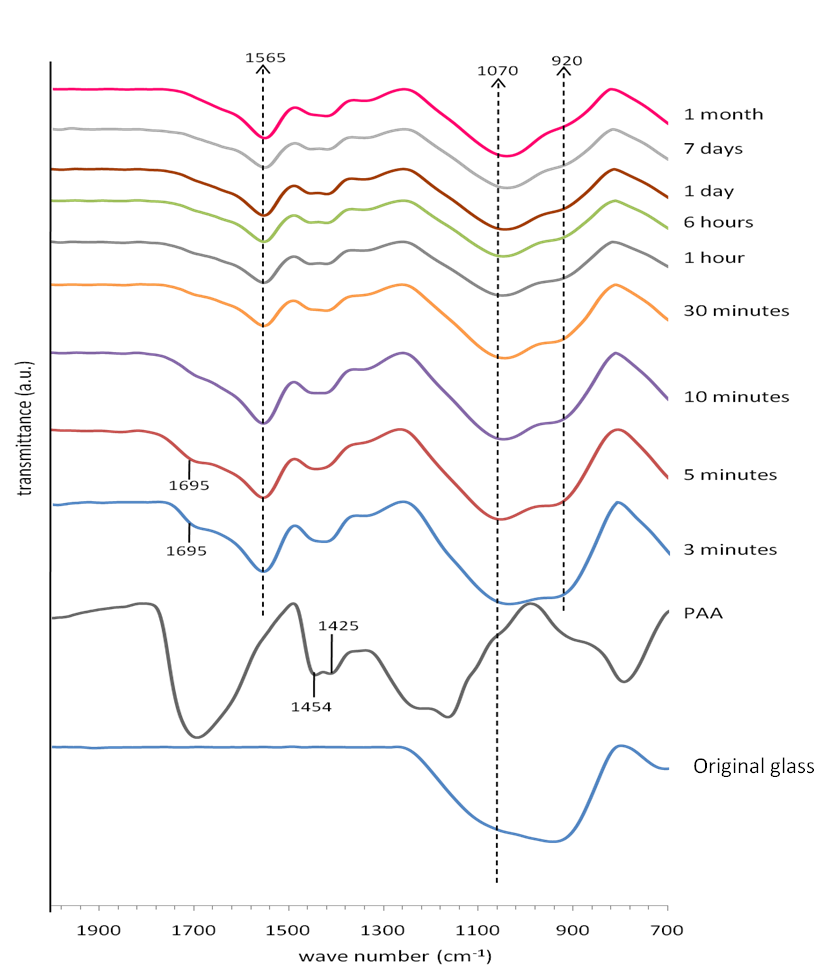 1565
1070
920
1 month
7 days
1 day
6 hours
1 hour
30 minutes
10 minutes
transmittance (a.u.)
5 minutes
1695
1695
3 minutes
PAA
1425
1454
Original glass
1900 1700 1500 1300 1100 900 700
wave number (cm⁻¹)